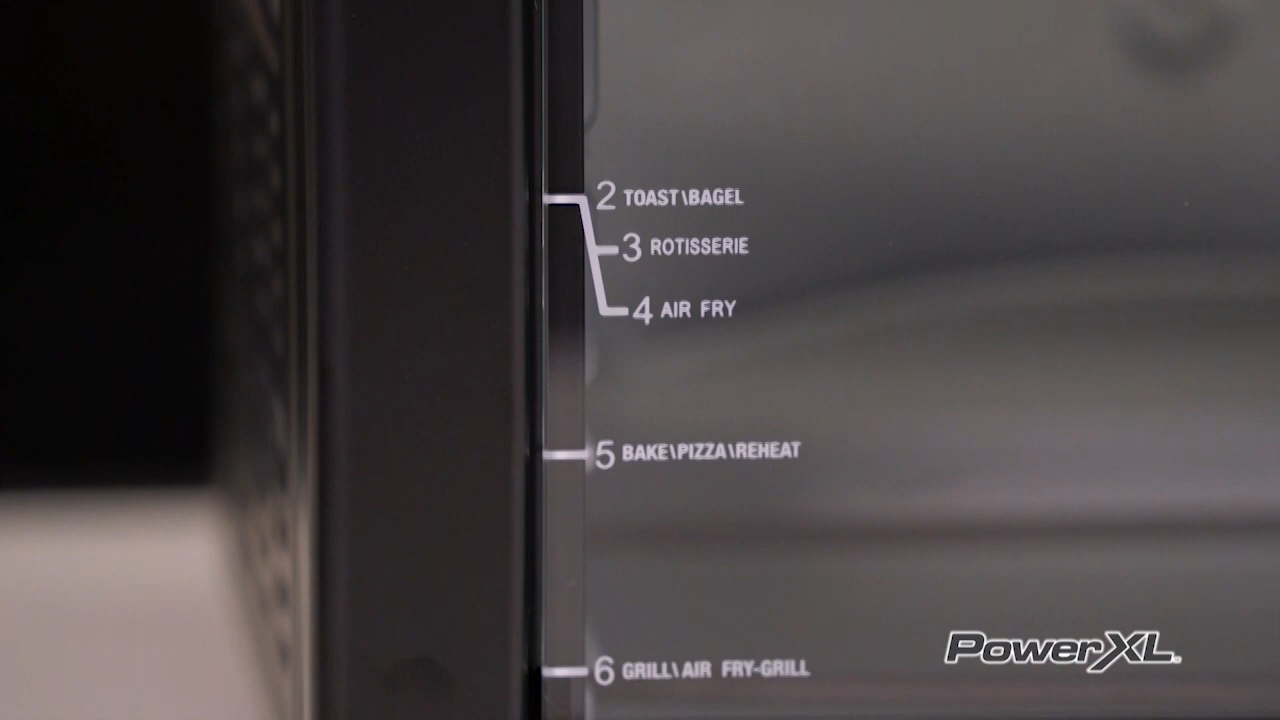 2 TOAST\BAGEL
3 ROTISSERIE
4 AIR FRY
5 BAKE\PIZZA\REHEAT
6 GRILL\AIR FRY-GRILL
PowerXL.